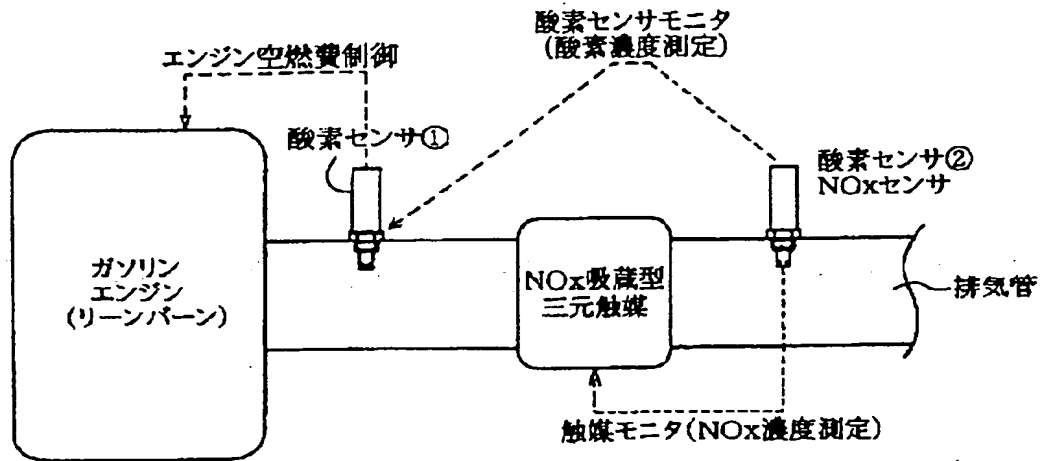 酸素センサモニタ
(酸素濃度測定)
エンジン空燃費制御
酸素センサ①
酸素センサ②
NOxセンサ
ガソリン
エンジン
(リーンバーン)
NOx吸蔵型
三元触媒
排気管
触媒モニタ(NOx濃度測定)